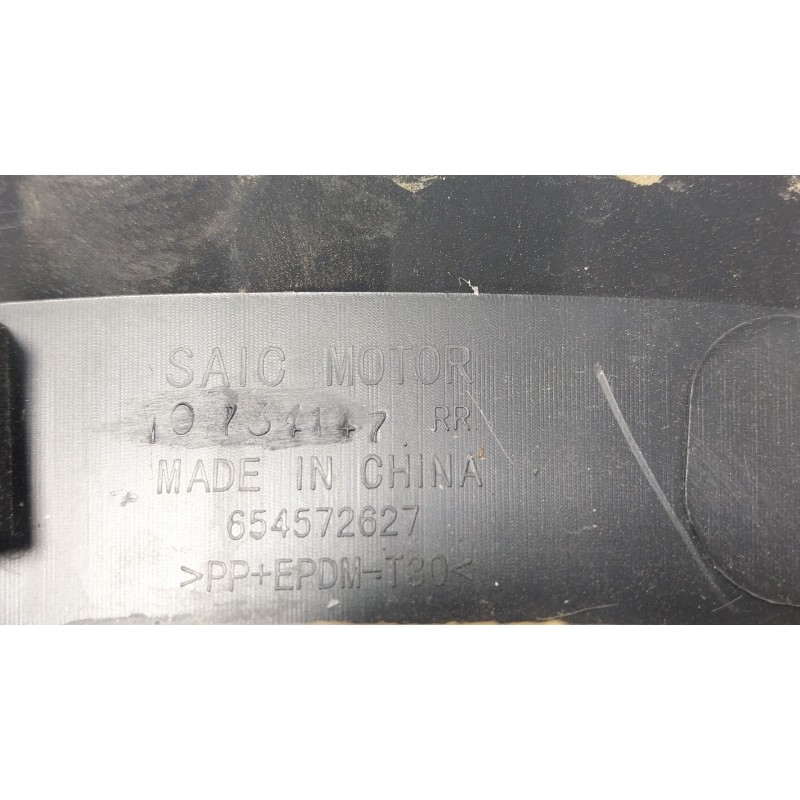 SAIC MOTOR
10734147 RR
MADE IN CHINA
654572627
>PP+EPDM-T30<